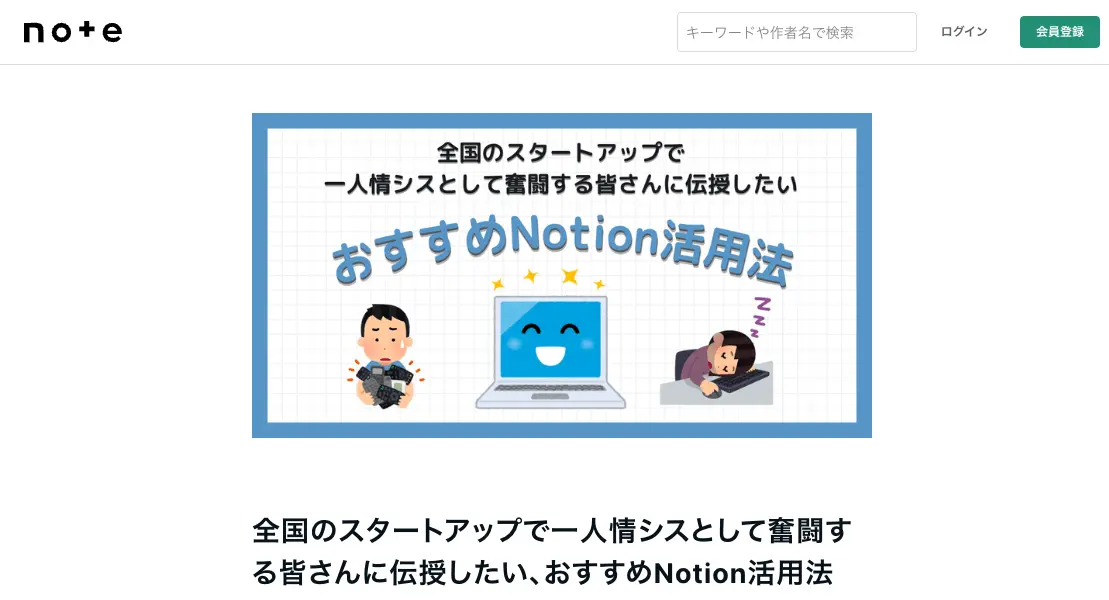 note
キーワードや作者名で検索
ログイン
会員登録
全国のスタートアップで
一人情シスとして奮闘する皆さんに伝授したい
おすすめNotion活用法
Z
Z
Z
全国のスタートアップで一人情シスとして奮闘す
る皆さんに伝授したい、おすすめNotion活用法